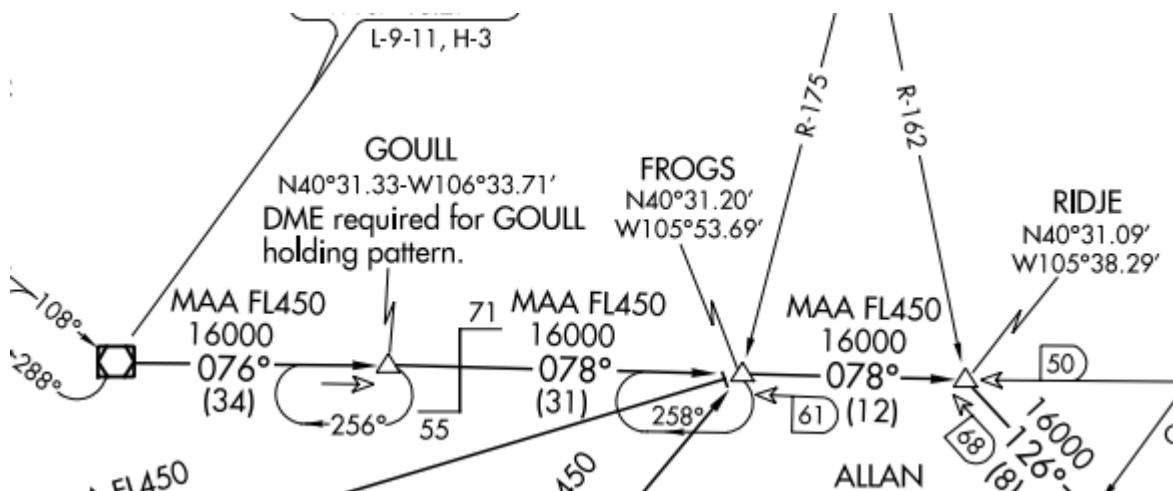 L-9-11, H-3
GOULL
N40°31.33-W106°33.71'
DME required for GOULL
holding pattern.
FROGS
N40°31.20'
W105°53.69'
R-175
R-162
RIDJE
N40°31.09'
W105°38.29'
108°
288°
MAA FL450
16000
076°
(34)
256°
71
55
MAA FL450
16000
078°
(31)
258°
61
MAA FL450
16000
078°
(12)
50
68
16000
126°
(8)
ALLAN
A FL450
450